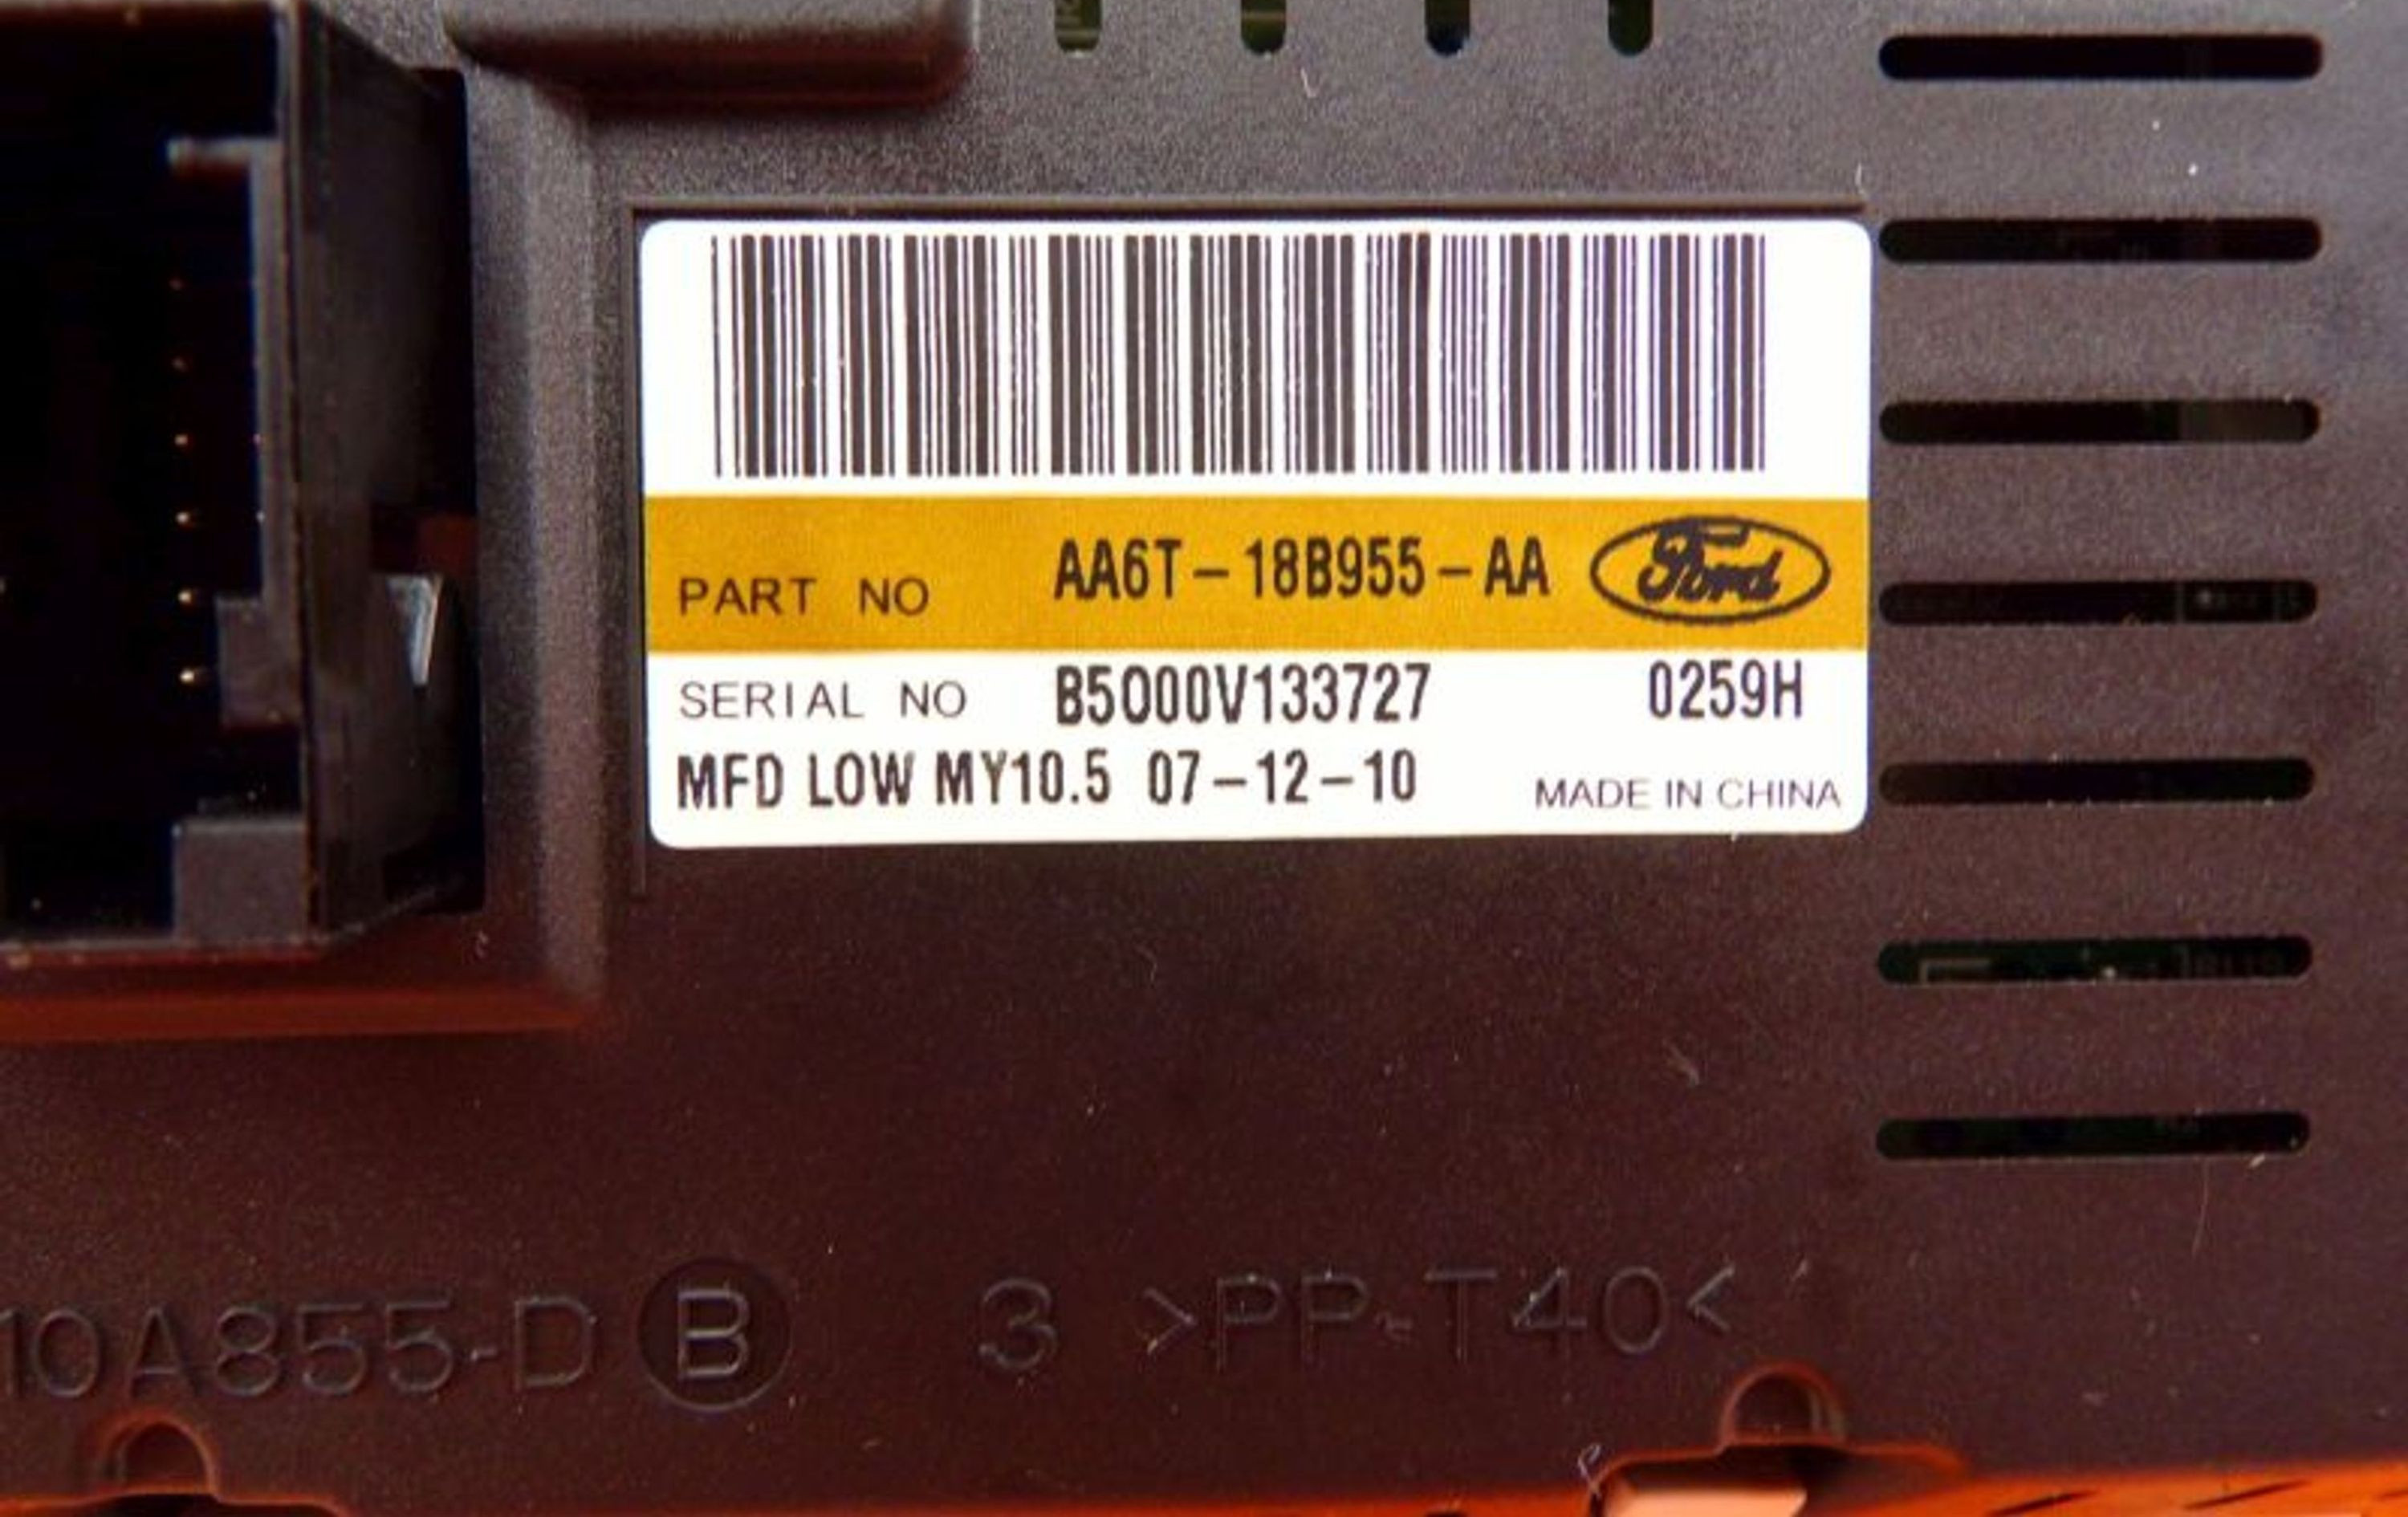 PART NO AA6T-18B955-AA Ford
SERIAL NO B5000V133727 0259H
MFD LOW MY10.5 07-12-10 MADE IN CHINA
10A855-D B 3 >PP-T40<